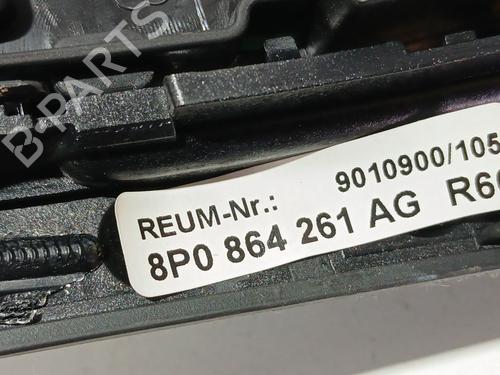 B-PARTS
REUM-Nr.: 9010900/105
8P0 864 261 AG R6